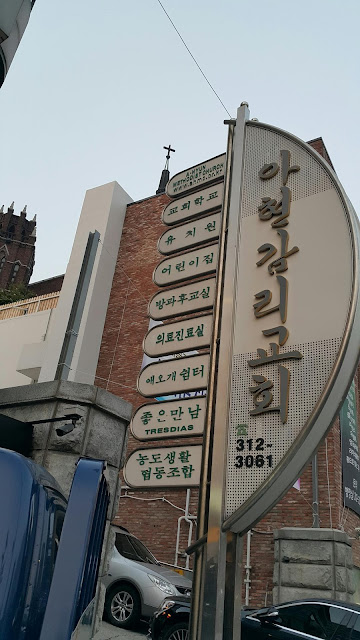 A-HYUN
METHODIST CHURCH
교회학교
유치원
어린이집
방과후교실
의료진료실
애오개쉼터
좋은만남
TRESDIAS
농도생활
협동조합
아현감리교회
312~
3061